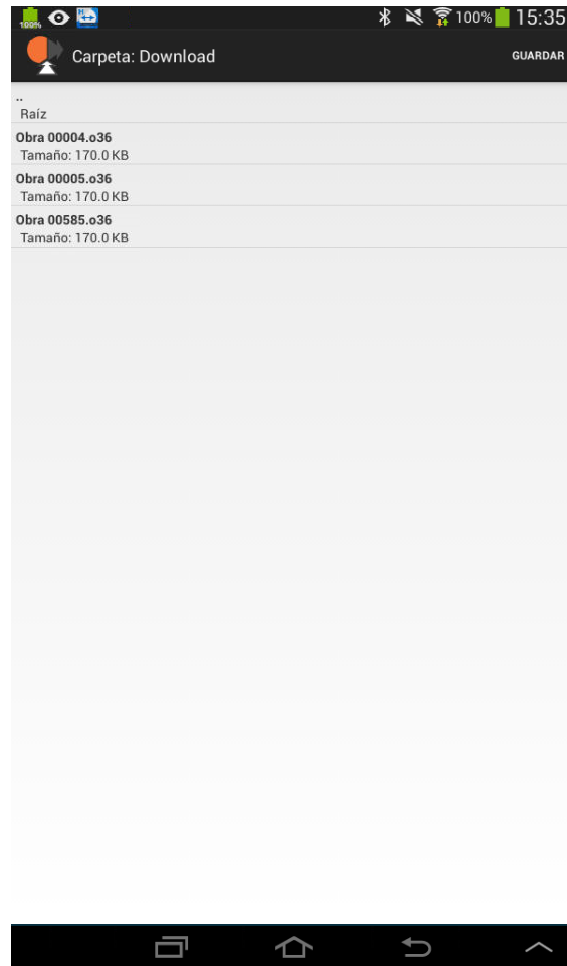 100%
100% 15:35
Carpeta: Download GUARDAR
..
Raíz
Obra 00004.o36
Tamaño: 170.0 KB
Obra 00005.o36
Tamaño: 170.0 KB
Obra 00585.o36
Tamaño: 170.0 KB